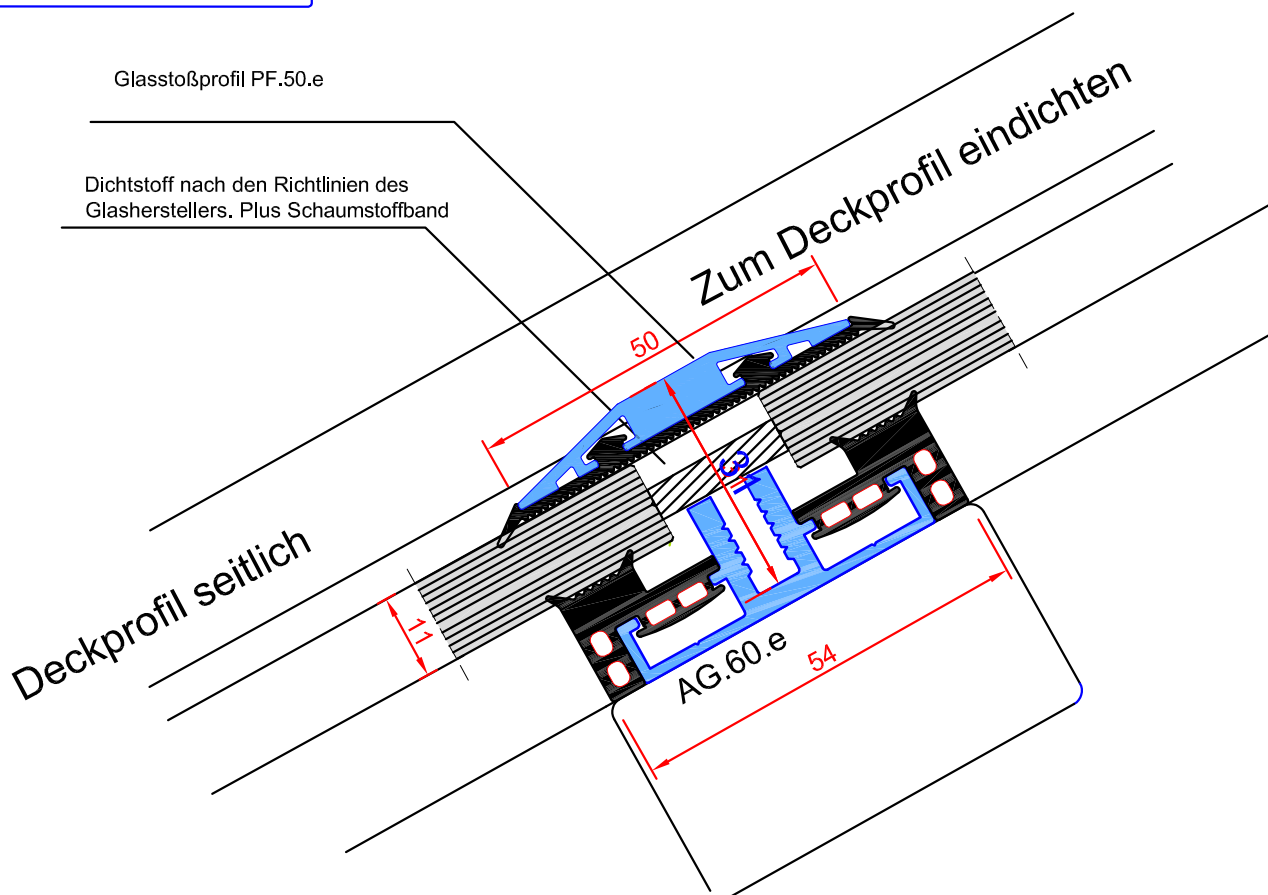 Glasstoßprofil PF.50.e
Dichtstoff nach den Richtlinien des
Glasherstellers. Plus Schaumstoffband
Zum Deckprofil eindichten
50
31
Deckprofil seitlich
11
AG.60.e
54